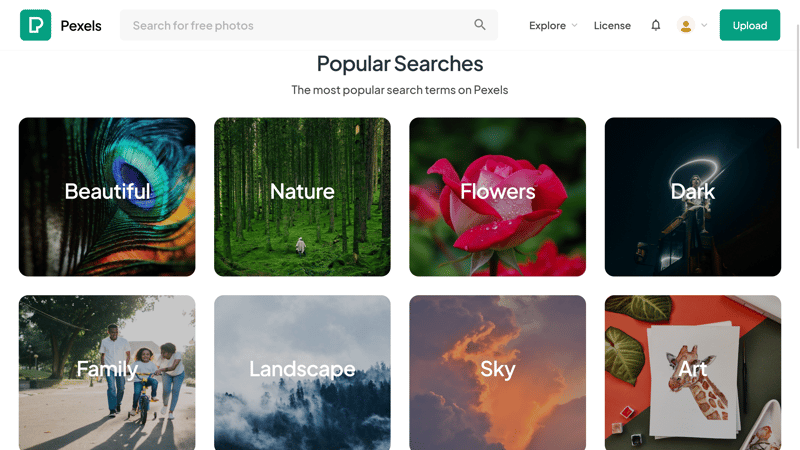 Pexels
Search for free photos
Explore
License
Upload
Popular Searches
The most popular search terms on Pexels
Beautiful
Nature
Flowers
Dark
Family
Landscape
Sky
Art